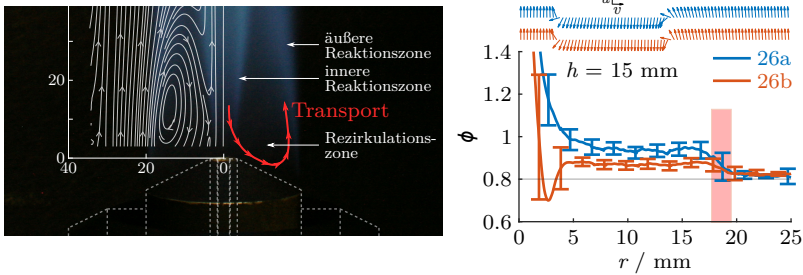 äußere
Reaktionszone
innere
Reaktionszone
Transport
Rezirkulations-
zone
20
0
40
20
0
v
h = 15 mm
26a
26b
ϕ
1.4
1.2
1
0.8
0.6
0
5
10
15
20
25
r / mm